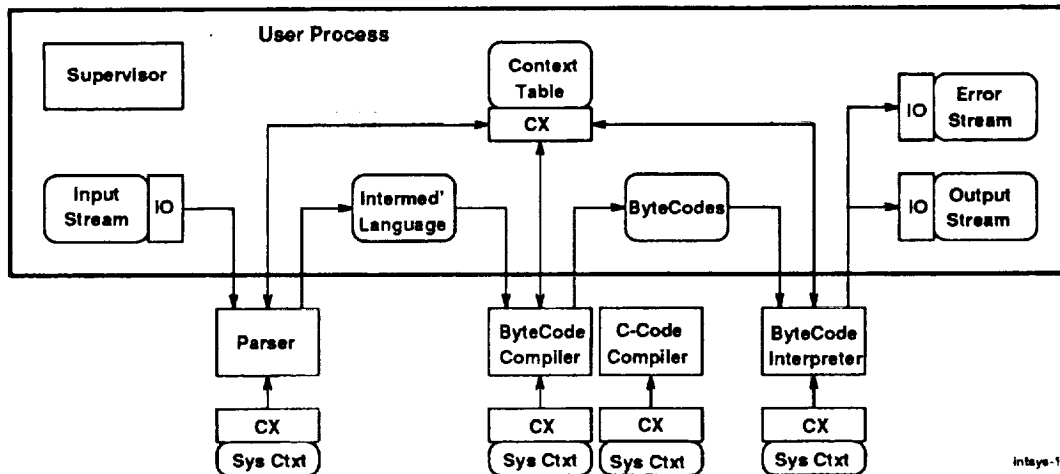 User Process
Supervisor
Context
Table
CX
IO
Error
Stream
Input
Stream
IO
Intermed'
Language
ByteCodes
IO
Output
Stream
Parser
ByteCode
Compiler
C-Code
Compiler
ByteCode
Interpreter
CX
Sys Ctxt
CX
Sys Ctxt
CX
Sys Ctxt
CX
Sys Ctxt
intsys-1